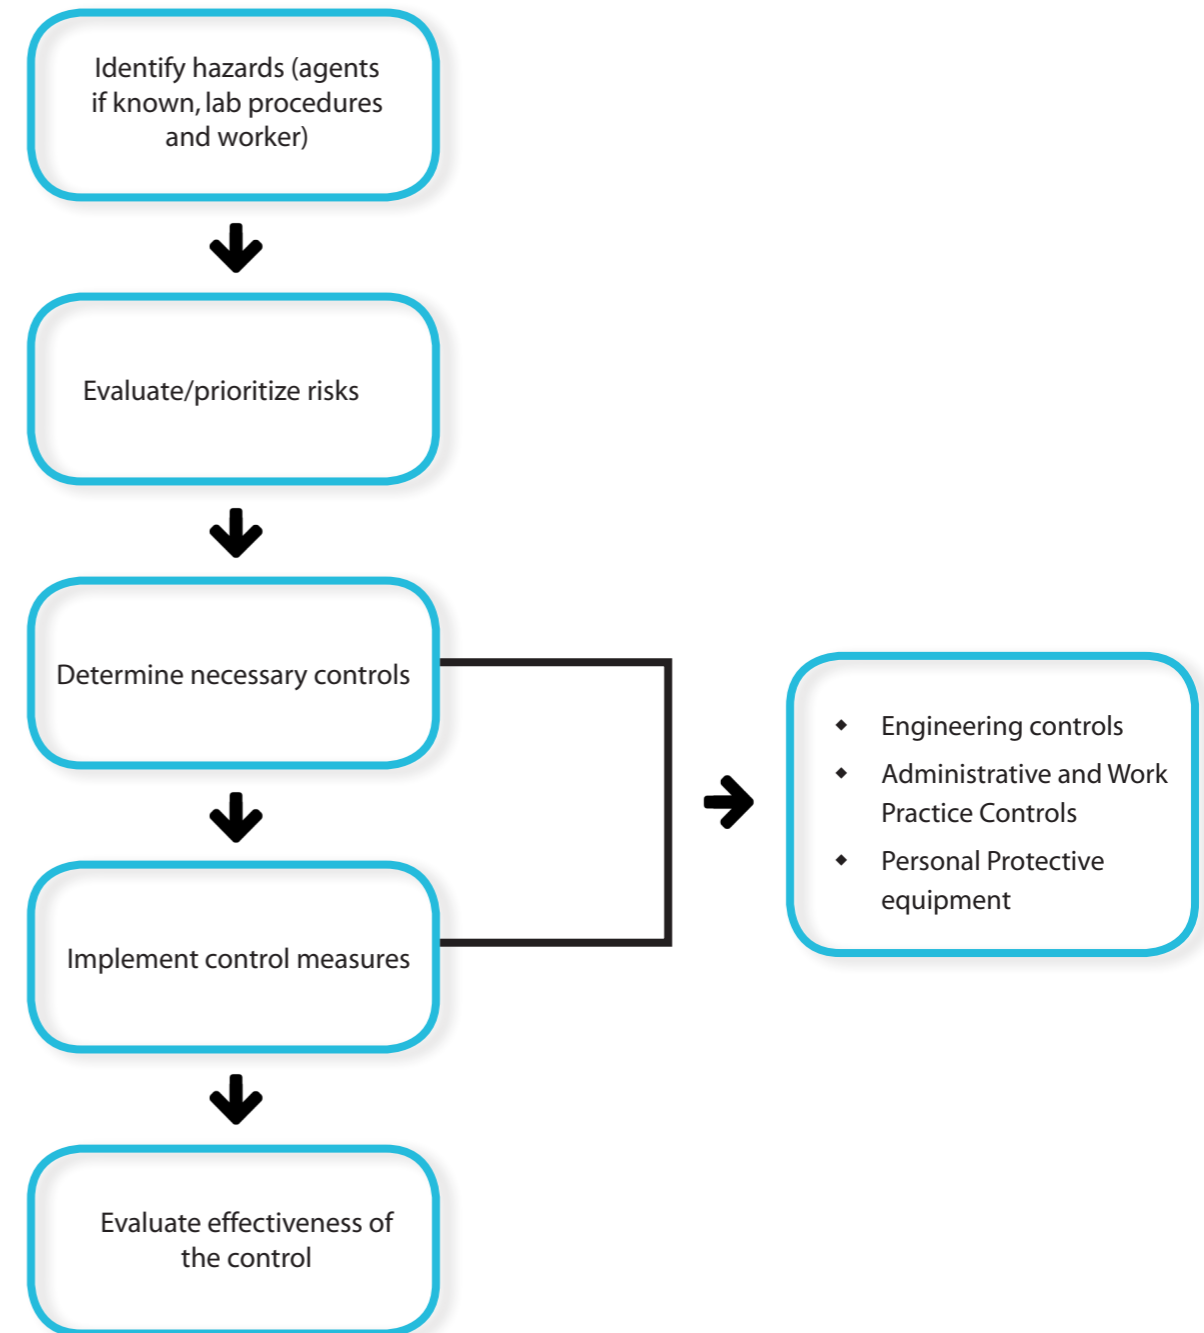 Identify hazards (agents
if known, lab procedures
and worker)
Evaluate/prioritize risks
Determine necessary controls
Implement control measures
Evaluate effectiveness of
the control
◆ Engineering controls
◆ Administrative and Work
Practice Controls
◆ Personal Protective
equipment